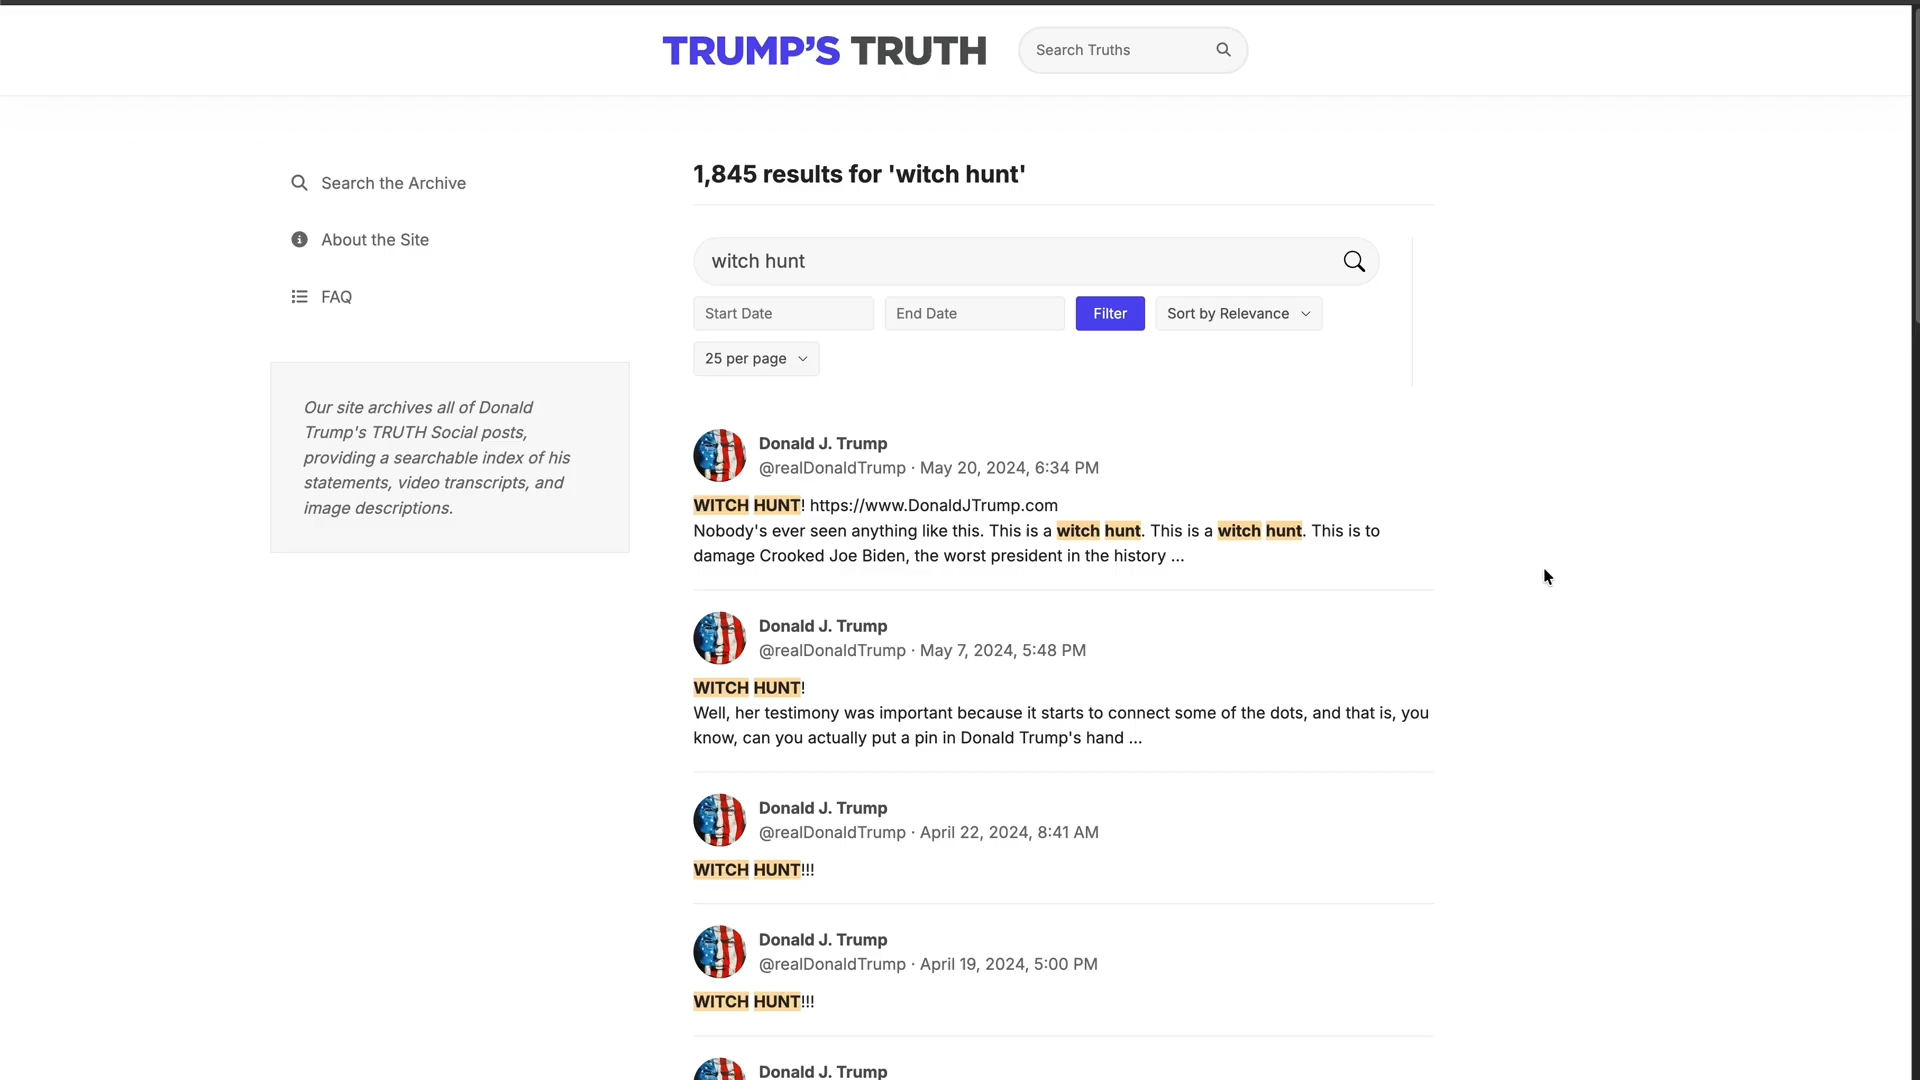 TRUMP'S TRUTH
Search Truths
Search the Archive
About the Site
FAQ
Our site archives all of Donald
Trump's TRUTH Social posts,
providing a searchable index of his
statements, video transcripts, and
image descriptions.
1,845 results for 'witch hunt'
witch hunt
Start Date
End Date
Filter
Sort by Relevance
25 per page
Donald J. Trump
@realDonaldTrump · May 20, 2024, 6:34 PM
WITCH HUNT! https://www.DonaldJTrump.com
Nobody's ever seen anything like this. This is a witch hunt. This is a witch hunt. This is to
damage Crooked Joe Biden, the worst president in the history ...
Donald J. Trump
@realDonaldTrump · May 7, 2024, 5:48 PM
WITCH HUNT!
Well, her testimony was important because it starts to connect some of the dots, and that is, you
know, can you actually put a pin in Donald Trump's hand ...
Donald J. Trump
@realDonaldTrump · April 22, 2024, 8:41 AM
WITCH HUNT!!!
Donald J. Trump
@realDonaldTrump · April 19, 2024, 5:00 PM
WITCH HUNT!!!
Donald J. Trump